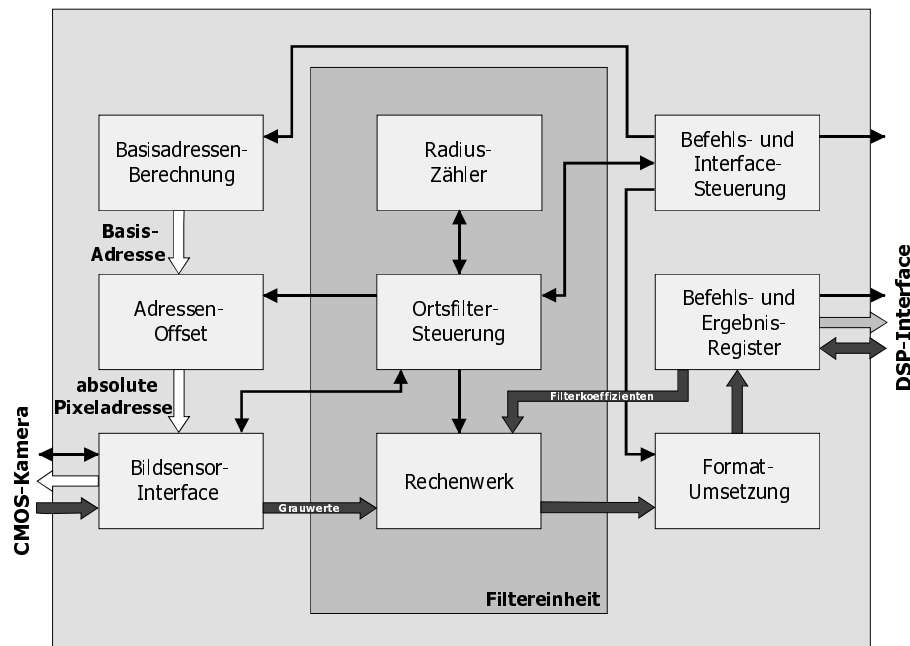 Basisadressen-
Berechnung
Radius-
Zähler
Befehls- und
Interface-
Steuerung
Basis-
Adresse
Adressen-
Offset
Ortsfilter-
Steuerung
Befehls- und
Ergebnis-
Register
DSP-Interface
absolute
Pixeladresse
Filterkoeffizienten
CMOS-Kamera
Bildsensor-
Interface
Grauwerte
Rechenwerk
Format-
Umsetzung
Filtereinheit